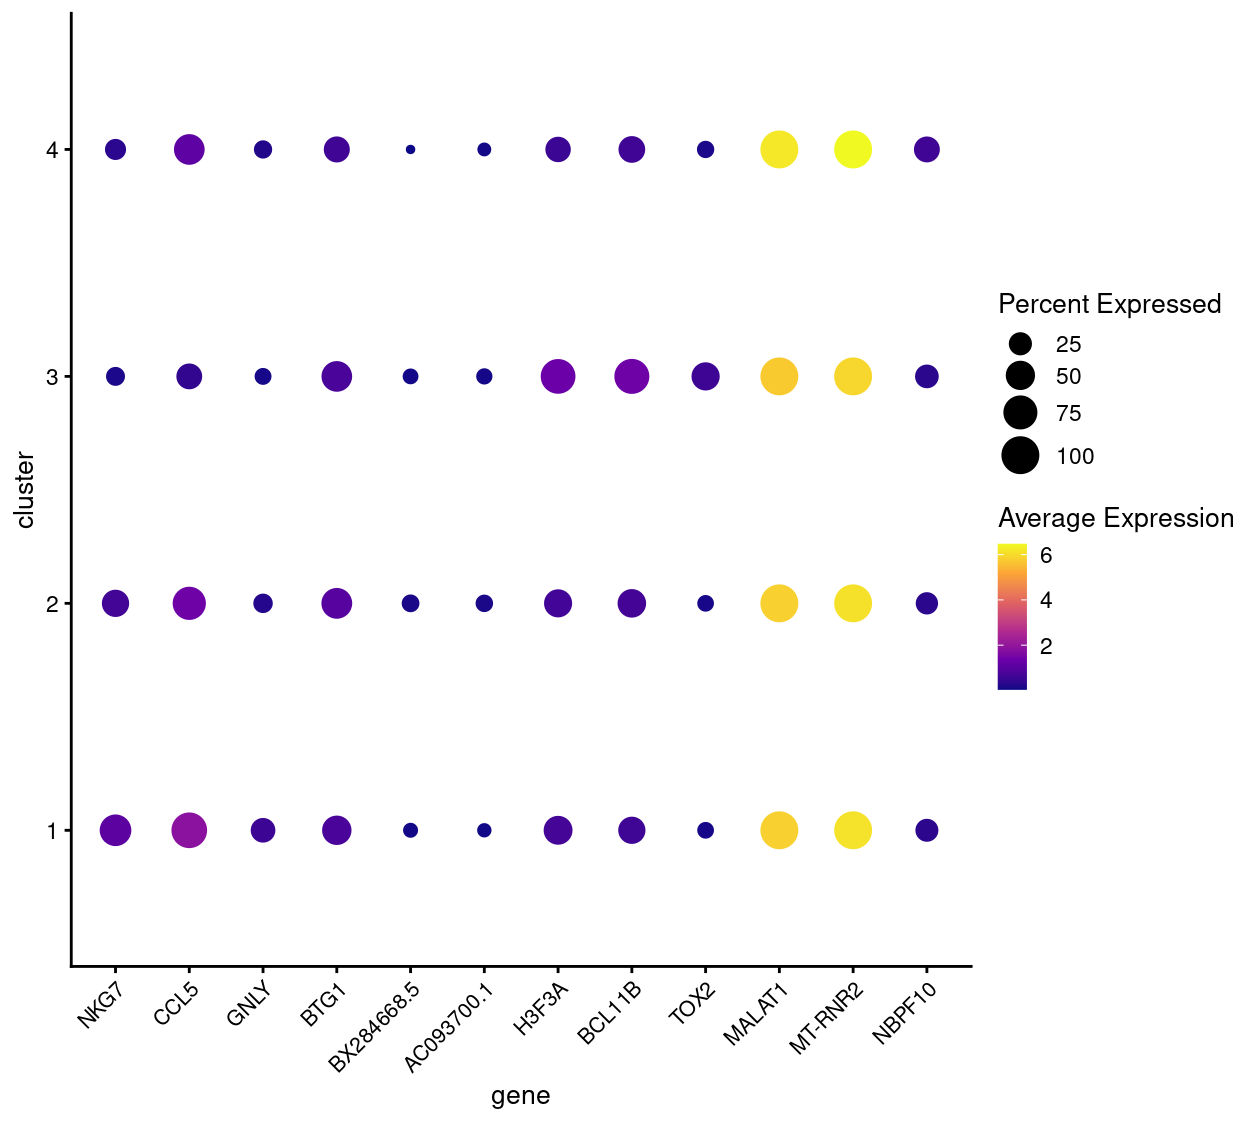 4
3
2
1
cluster
NKG7
CCL5
GNLY
BTG1
BX284668.5
AC093700.1
H3F3A
BCL11B
TOX2
MALAT1
MT-RNR2
NBPF10
gene
Percent Expressed
25
50
75
100
Average Expression
6
4
2